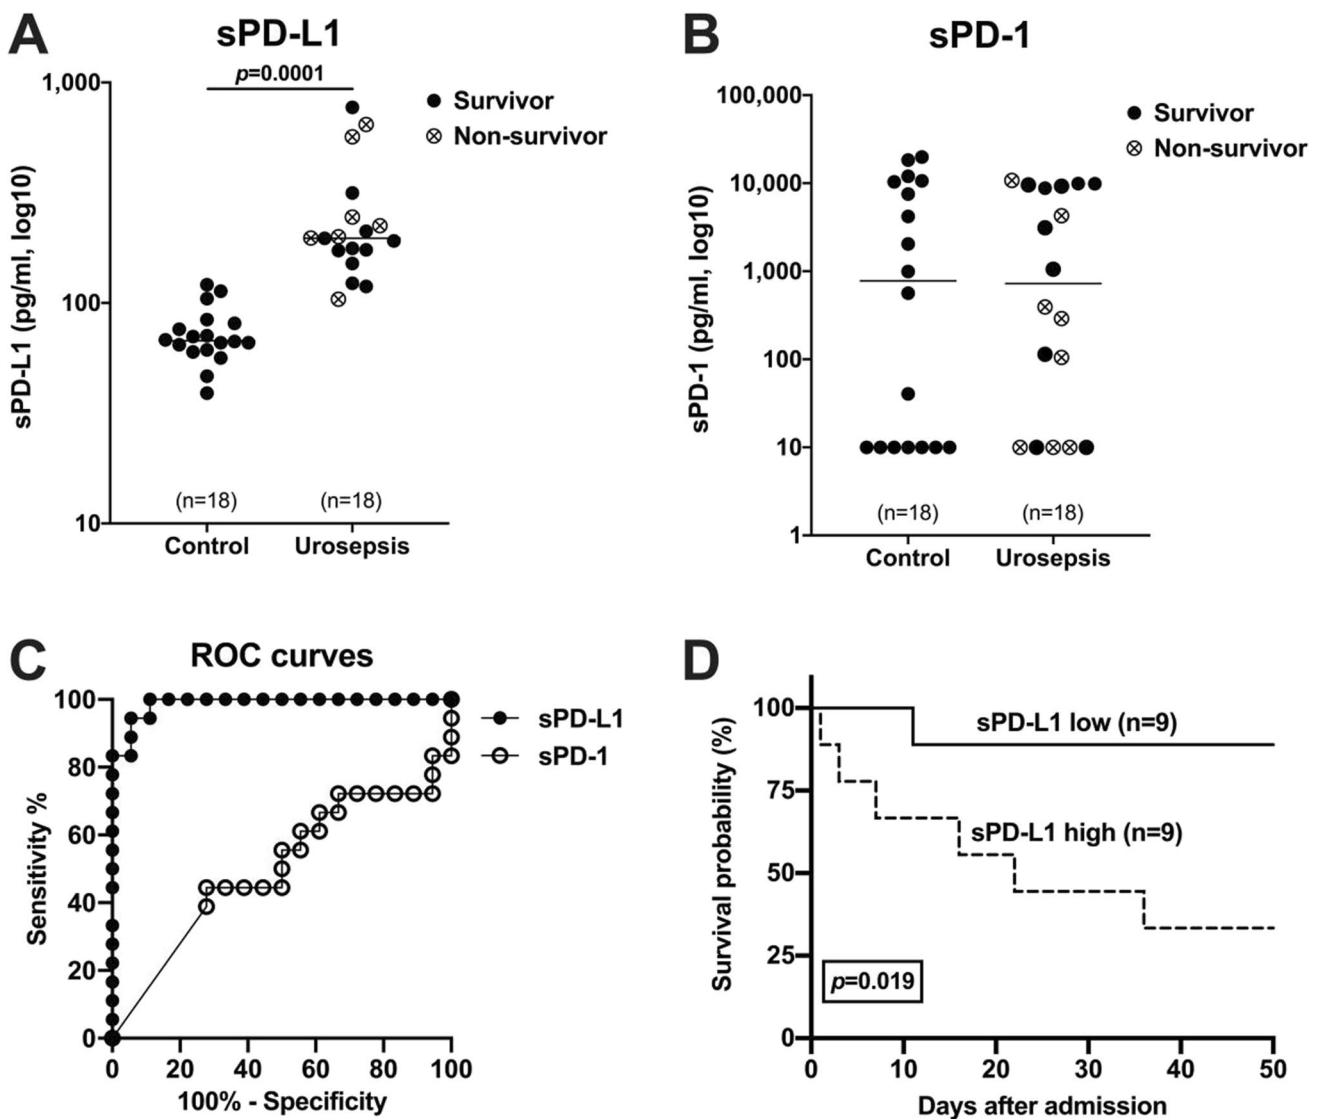 A
sPD-L1
p=0.0001
1,000
100
10
sPD-L1 (pg/ml, log10)
Survivor
Non-survivor
(n=18)
(n=18)
Control
Urosepsis
B
sPD-1
100,000
10,000
1,000
100
10
1
sPD-1 (pg/ml, log10)
Survivor
Non-survivor
(n=18)
(n=18)
Control
Urosepsis
C
ROC curves
100
80
60
40
20
0
Sensitivity %
sPD-L1
sPD-1
0 20 40 60 80 100
100% - Specificity
D
100
75
50
25
0
Survival probability (%)
sPD-L1 low (n=9)
sPD-L1 high (n=9)
p=0.019
0 10 20 30 40 50
Days after admission